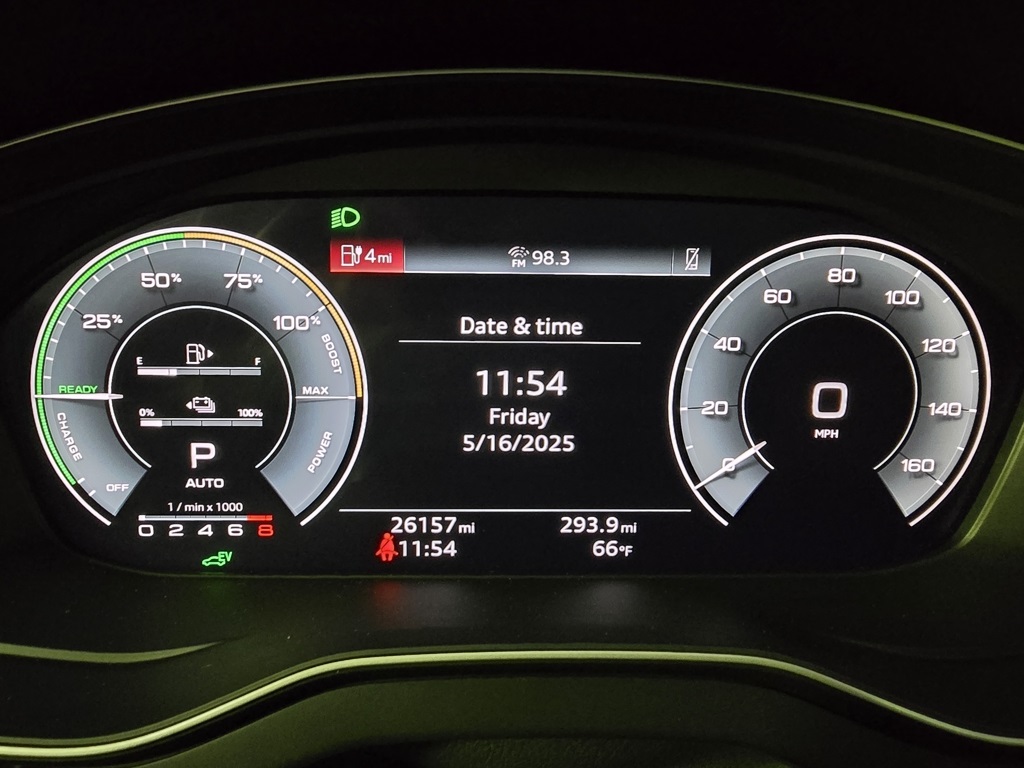 4mi
FM 98.3
50%
75%
25%
100%
BOOST
READY
MAX
CHARGE
POWER
OFF
E F
0% 100%
P
AUTO
1 / min x 1000
0 2 4 6 8
EV
Date & time
11:54
Friday
5/16/2025
26157mi 293.9mi
11:54 66°F
80
60 100
40 120
20 140
0 160
0
MPH